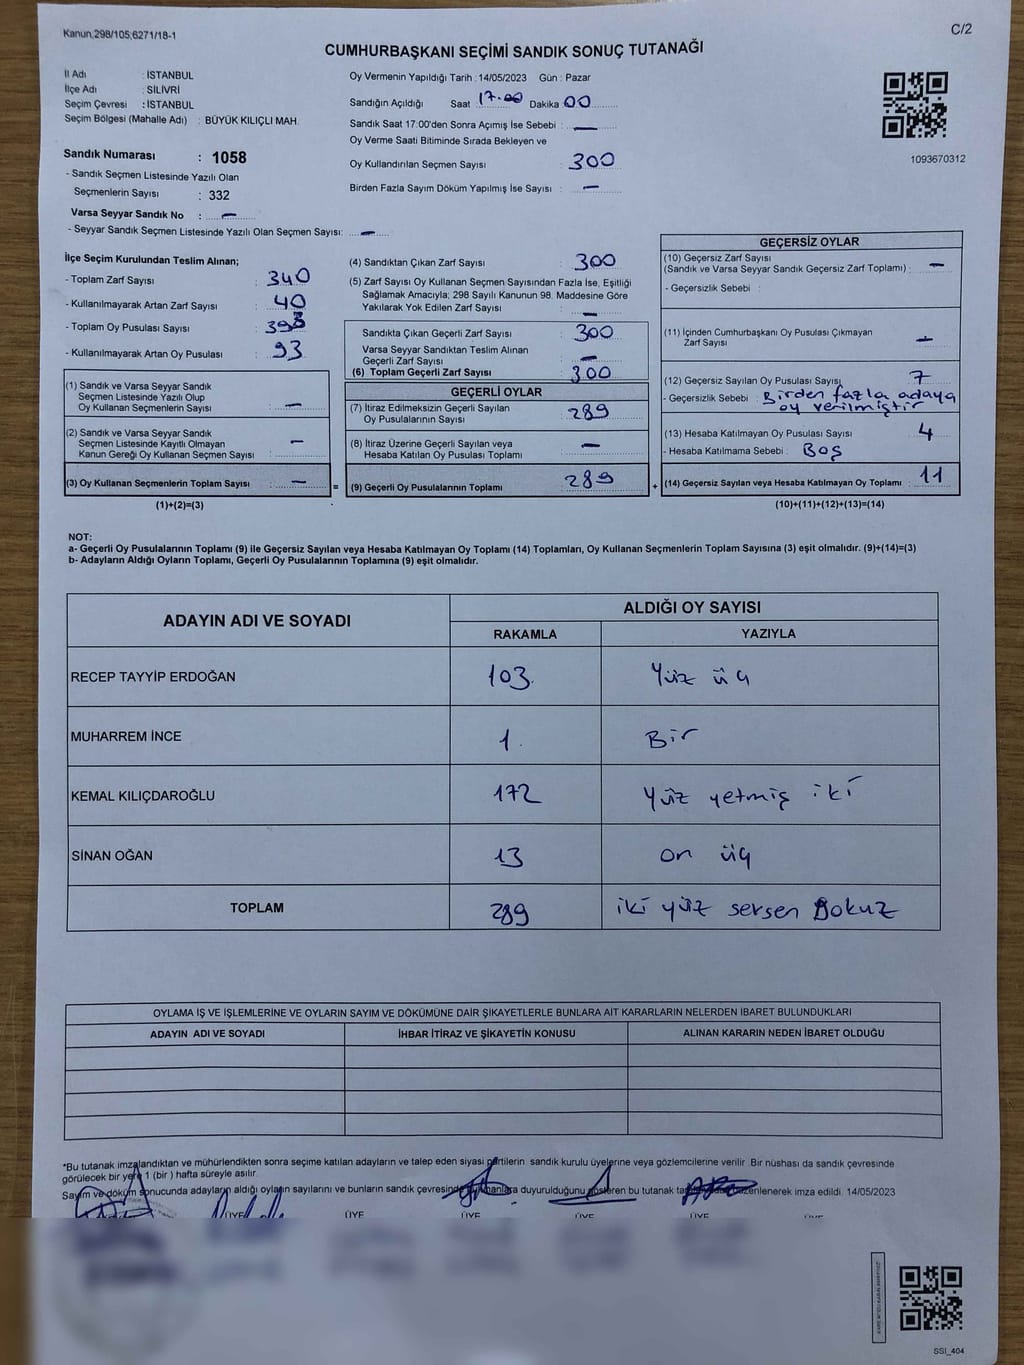 Kanun;298/105;6271/18-1
C/2
CUMHURBAŞKANI SEÇİMİ SANDIK SONUÇ TUTANAĞI
İl Adı : İSTANBUL
İlçe Adı : SİLİVRİ
Seçim Çevresi : İSTANBUL
Seçim Bölgesi (Mahalle Adı) : BÜYÜK KILIÇLI MAH.
Sandık Numarası : 1058
- Sandık Seçmen Listesinde Yazılı Olan
Seçmenlerin Sayısı : 332
Varsa Seyyar Sandık No : —
- Seyyar Sandık Seçmen Listesinde Yazılı Olan Seçmen Sayısı: —
Oy Vermenin Yapıldığı Tarih : 14/05/2023 Gün : Pazar
Sandığın Açıldığı Saat 17.00 Dakika 00
Sandık Saat 17:00'den Sonra Açımış İse Sebebi : —
Oy Verme Saati Bitiminde Sırada Bekleyen ve
Oy Kullandırılan Seçmen Sayısı : 300
Birden Fazla Sayım Döküm Yapılmış İse Sayısı : —
1093670312
İlçe Seçim Kurulundan Teslim Alınan;
- Toplam Zarf Sayısı : 340
- Kullanılmayarak Artan Zarf Sayısı : 40
- Toplam Oy Pusulası Sayısı : 393
- Kullanılmayarak Artan Oy Pusulası : 93
(1) Sandık ve Varsa Seyyar Sandık
Seçmen Listesinde Yazılı Olup
Oy Kullanan Seçmenlerin Sayısı : —
(2) Sandık ve Varsa Seyyar Sandık
Seçmen Listesinde Kayıtlı Olmayan
Kanun Gereği Oy Kullanan Seçmen Sayısı : —
(3) Oy Kullanan Seçmenlerin Toplam Sayısı : —
(1)+(2)=(3)
(4) Sandıktan Çıkan Zarf Sayısı : 300
(5) Zarf Sayısı Oy Kullanan Seçmen Sayısından Fazla İse, Eşitliği
Sağlamak Amacıyla; 298 Sayılı Kanunun 98. Maddesine Göre
Yakılarak Yok Edilen Zarf Sayısı : —
Sandıkta Çıkan Geçerli Zarf Sayısı : 300
Varsa Seyyar Sandıktan Teslim Alınan
Geçerli Zarf Sayısı : —
(6) Toplam Geçerli Zarf Sayısı : 300
GEÇERLİ OYLAR
(7) İtiraz Edilmeksizin Geçerli Sayılan
Oy Pusulalarının Sayısı : 289
(8) İtiraz Üzerine Geçerli Sayılan veya
Hesaba Katılan Oy Pusulası Toplamı : —
= (9) Geçerli Oy Pusulalarının Toplamı : 289
GEÇERSİZ OYLAR
(10) Geçersiz Zarf Sayısı
(Sandık ve Varsa Seyyar Sandık Geçersiz Zarf Toplamı) : —
- Geçersizlik Sebebi :
(11) İçinden Cumhurbaşkanı Oy Pusulası Çıkmayan
Zarf Sayısı : —
(12) Geçersiz Sayılan Oy Pusulası Sayısı : 7
- Geçersizlik Sebebi : Birden fazla adaya
oy verilmiştir
(13) Hesaba Katılmayan Oy Pusulası Sayısı : 4
- Hesaba Katılmama Sebebi : Boş
+ (14) Geçersiz Sayılan veya Hesaba Katılmayan Oy Toplamı : 11
(10)+(11)+(12)+(13)=(14)
NOT:
a- Geçerli Oy Pusulalarının Toplamı (9) ile Geçersiz Sayılan veya Hesaba Katılmayan Oy Toplamı (14) Toplamları, Oy Kullanan Seçmenlerin Toplam Sayısına (3) eşit olmalıdır. (9)+(14)=(3)
b- Adayların Aldığı Oyların Toplamı, Geçerli Oy Pusulalarının Toplamına (9) eşit olmalıdır.
ADAYIN ADI VE SOYADI ALDIĞI OY SAYISI
RAKAMLA YAZIYLA
RECEP TAYYİP ERDOĞAN 103. Yüz üç
MUHARREM İNCE 1. Bir
KEMAL KILIÇDAROĞLU 172 Yüz yetmiş iki
SİNAN OĞAN 13 on üç
TOPLAM 289 iki yüz sersen Dokuz
OYLAMA İŞ VE İŞLEMLERİNE VE OYLARIN SAYIM VE DÖKÜMÜNE DAİR ŞİKAYETLERLE BUNLARA AİT KARARLARIN NELERDEN İBARET BULUNDUKLARI
ADAYIN ADI VE SOYADI İHBAR İTİRAZ VE ŞİKAYETİN KONUSU ALINAN KARARIN NEDEN İBARET OLDUĞU
*Bu tutanak imzalandıktan ve mühürlendikten sonra seçime katılan adayların ve talep eden siyasi partilerin sandık kurulu üyelerine veya gözlemcilerine verilir. Bir nüshası da sandık çevresinde
görülecek bir yere 1 (bir ) hafta süreyle asılır.
Sayım ve döküm sonucunda adayların aldığı oyların sayılarını ve bunların sandık çevresinde duyurulduğunu gösteren bu tutanak düzenlenerek imza edildi. 14/05/2023
ÜYE ÜYE ÜYE ÜYE ÜYE
SSI_404